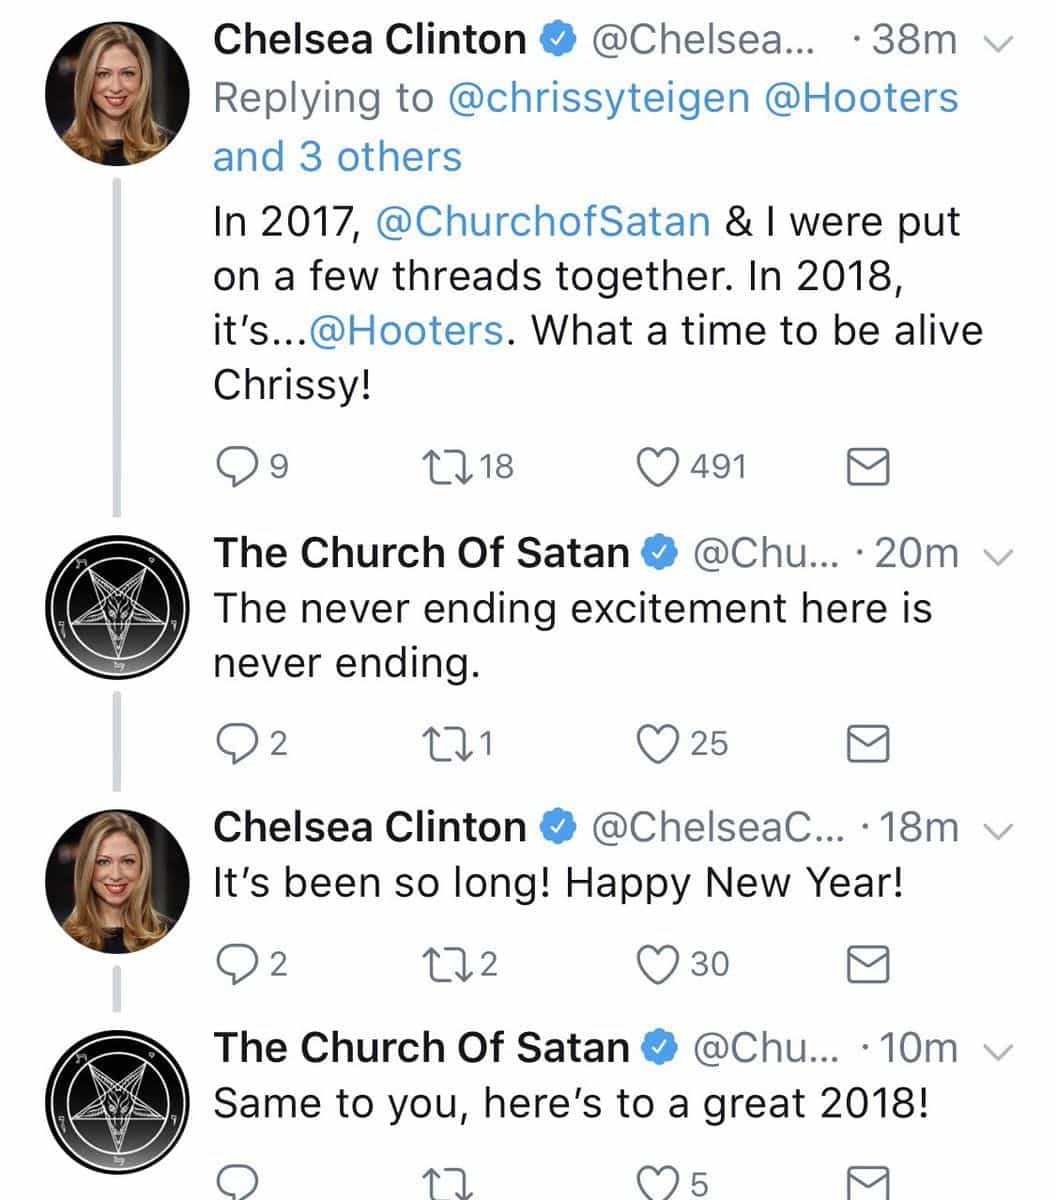 Chelsea Clinton @Chelsea... · 38m
Replying to @chrissyteigen @Hooters
and 3 others
In 2017, @ChurchofSatan & I were put
on a few threads together. In 2018,
it's...@Hooters. What a time to be alive
Chrissy!
9 18 491
The Church Of Satan @Chu... · 20m
The never ending excitement here is
never ending.
2 1 25
Chelsea Clinton @ChelseaC... · 18m
It's been so long! Happy New Year!
2 2 30
The Church Of Satan @Chu... · 10m
Same to you, here's to a great 2018!
5